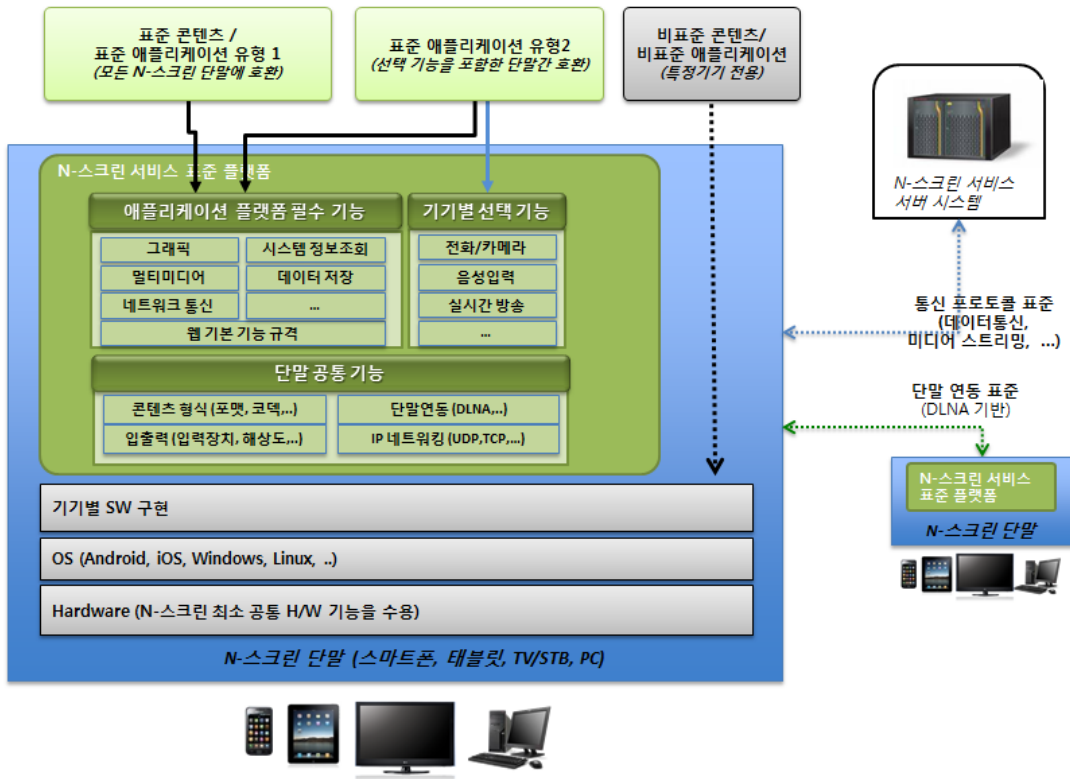 표준 콘텐츠 /
표준 애플리케이션 유형 1
(모든 N-스크린 단말에 호환)
표준 애플리케이션 유형2
(선택 기능을 포함한 단말간 호환)
비표준 콘텐츠/
비표준 애플리케이션
(특정기기 전용)
N-스크린 서비스
서버 시스템
N-스크린 서비스 표준 플랫폼
애플리케이션 플랫폼 필수 기능
그래픽
시스템 정보조회
멀티미디어
데이터 저장
네트워크 통신
...
웹 기본 기능 규격
기기별 선택 기능
전화/카메라
음성입력
실시간 방송
...
단말 공통 기능
콘텐츠 형식 (포맷, 코덱,..)
단말연동 (DLNA,..)
입출력 (입력장치, 해상도,..)
IP 네트워킹 (UDP,TCP,...)
통신 포로토콜 표준
(데이터통신,
미디어 스트리밍, ...)
단말 연동 표준
(DLNA 기반)
N-스크린 서비스
표준 플랫폼
N-스크린 단말
기기별 SW 구현
OS (Android, iOS, Windows, Linux, ..)
Hardware (N-스크린 최소 공통 H/W 기능을 수용)
N-스크린 단말 (스마트폰, 태블릿, TV/STB, PC)